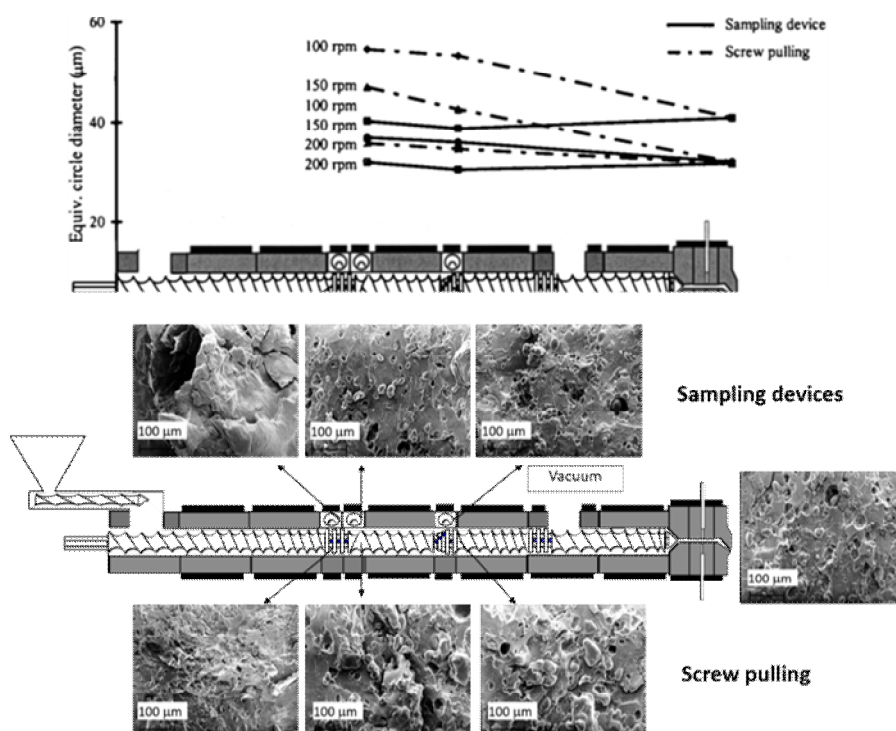 60
40
20
Equiv. circle diameter (µm)
100 rpm
150 rpm
100 rpm
150 rpm
200 rpm
200 rpm
Sampling device
Screw pulling
100 µm
100 µm
100 µm
Sampling devices
Vacuum
100 µm
100 µm
100 µm
100 µm
Screw pulling